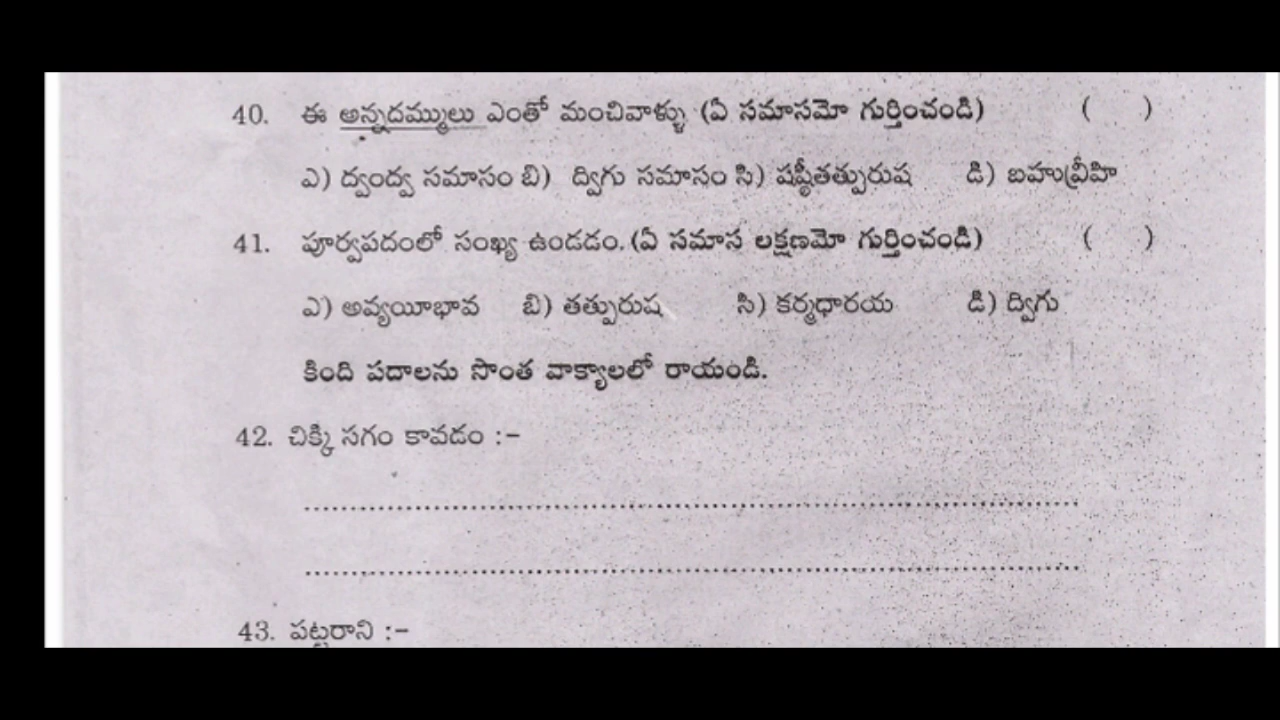 40. ఈ అన్నదమ్ములు ఎంతో మంచివాళ్ళు (ఏ సమాసమో గుర్తించండి) ( )
ఎ) ద్వంద్వ సమాసం బి) ద్విగు సమాసం సి) షష్ఠీతత్పురుష డి) బహువ్రీహి
41. పూర్వపదంలో సంఖ్య ఉండడం. (ఏ సమాస లక్షణమో గుర్తించండి) ( )
ఎ) అవ్యయీభావ బి) తత్పురుష సి) కర్మధారయ డి) ద్విగు
కింది పదాలను సొంత వాక్యాలలో రాయండి.
42. చిక్కి సగం కావడం :-
43. పట్టరాని :-